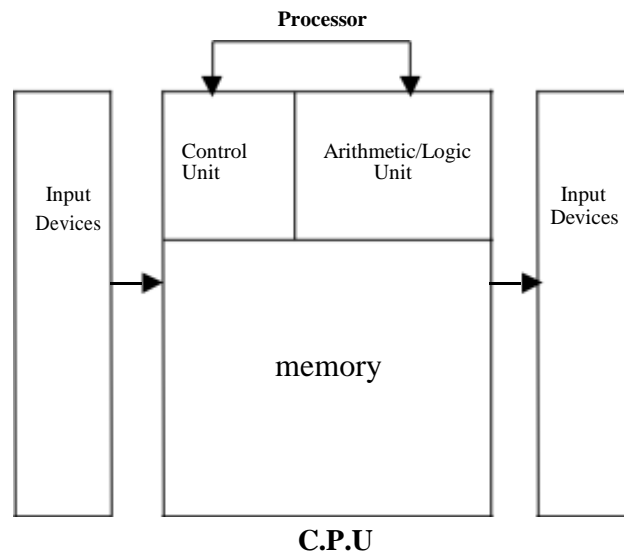 Processor
Control
Unit
Arithmetic/Logic
Unit
Input
Devices
Input
Devices
memory
C.P.U